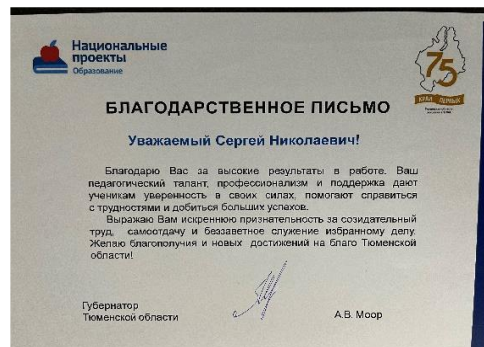 Национальные
проекты
Образование
75
КРАЙ ПЕРВЫХ
БЛАГОДАРСТВЕННОЕ ПИСЬМО
Уважаемый Сергей Николаевич!
Благодарю Вас за высокие результаты в работе. Ваш
педагогический талант, профессионализм и поддержка дают
ученикам уверенность в своих силах, помогают справиться
с трудностями и добиться больших успехов.
Выражаю Вам искреннюю признательность за созидательный
труд, самоотдачу и беззаветное служение избранному делу.
Желаю благополучия и новых достижений на благо Тюменской
области!
Губернатор
Тюменской области
А.В. Моор